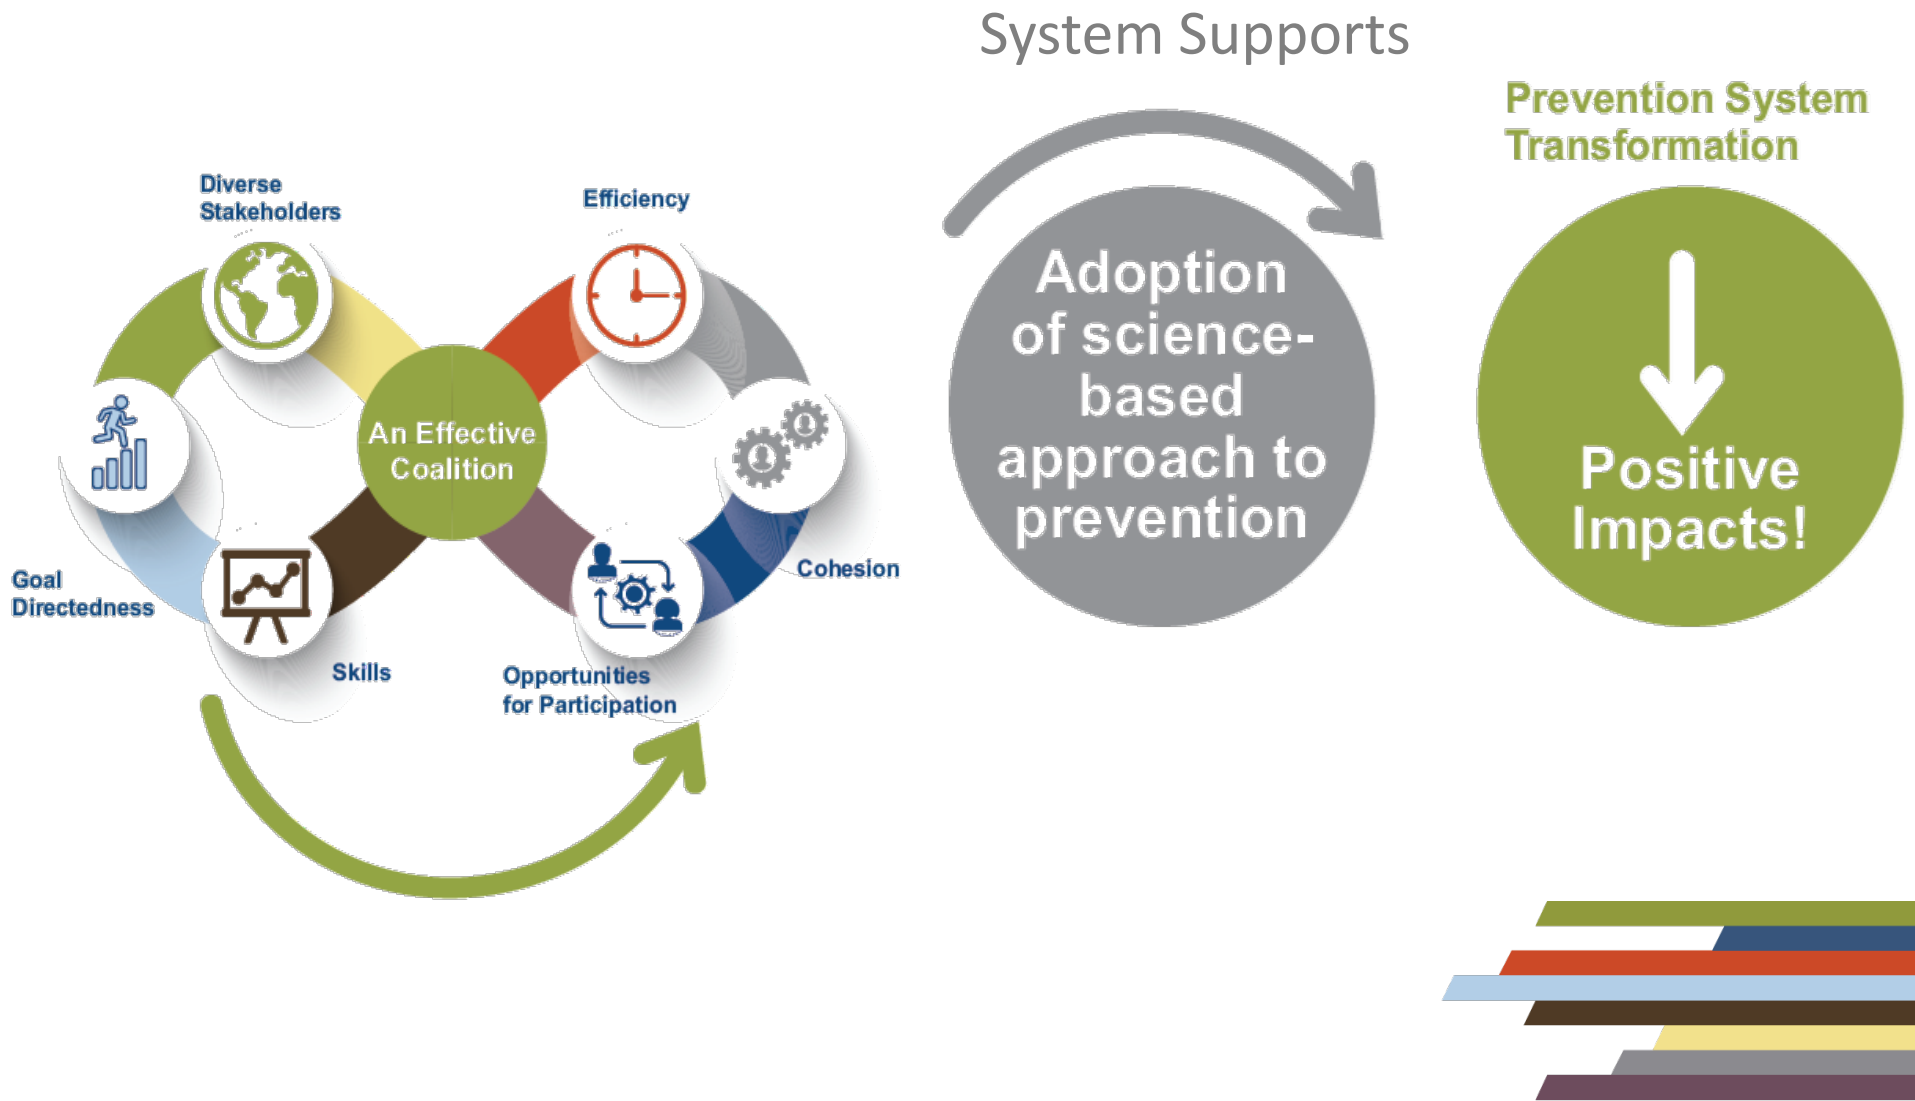 System Supports
Prevention System
Transformation
Diverse
Stakeholders
Efficiency
An Effective
Coalition
Goal
Directedness
Skills
Opportunities
for Participation
Cohesion
Adoption
of science-
based
approach to
prevention
Positive
Impacts!